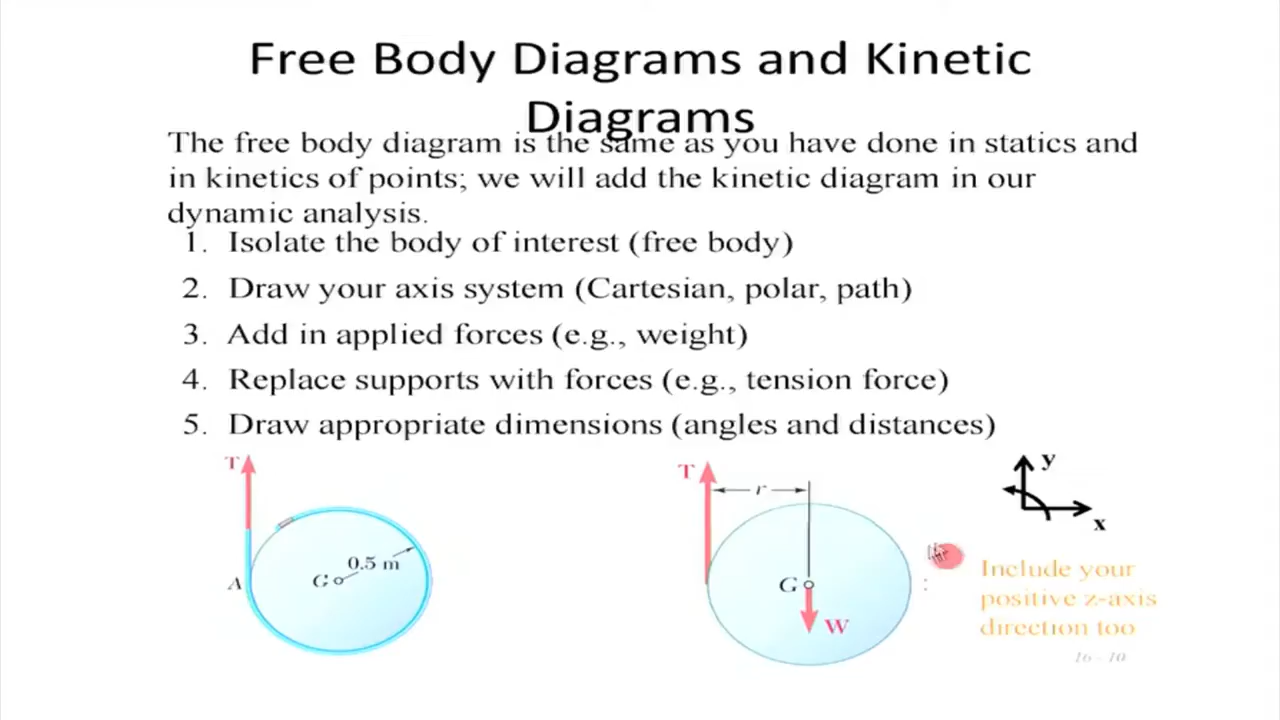 Free Body Diagrams and Kinetic
Diagrams
The free body diagram is the same as you have done in statics and
in kinetics of points; we will add the kinetic diagram in our
dynamic analysis.
1. Isolate the body of interest (free body)
2. Draw your axis system (Cartesian, polar, path)
3. Add in applied forces (e.g., weight)
4. Replace supports with forces (e.g., tension force)
5. Draw appropriate dimensions (angles and distances)
T
0.5 m
G
A
T
r
G
W
y
x
Include your
positive z-axis
direction too
16 - 10